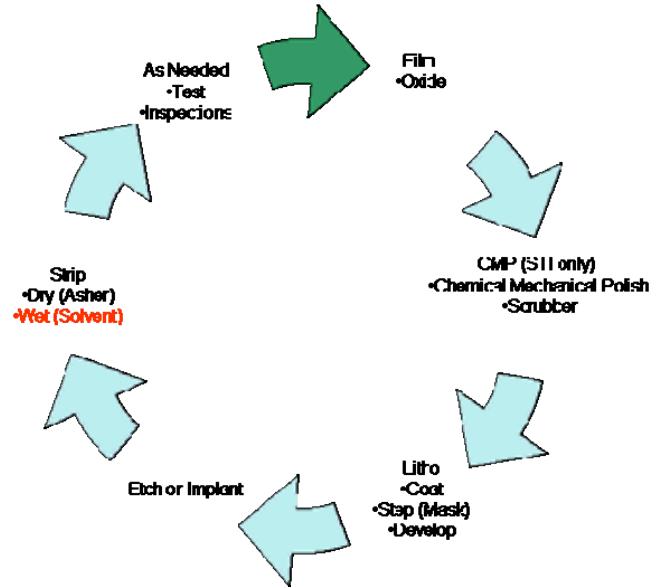 Film
•Oxide
CMP (STI only)
•Chemical Mechanical Polish
•Scrubber
Litho
•Coat
•Step (Mask)
•Develop
Etch or Implant
Strip
•Dry (Asher)
•Wet (Solvent)
As Needed
•Test
•Inspections